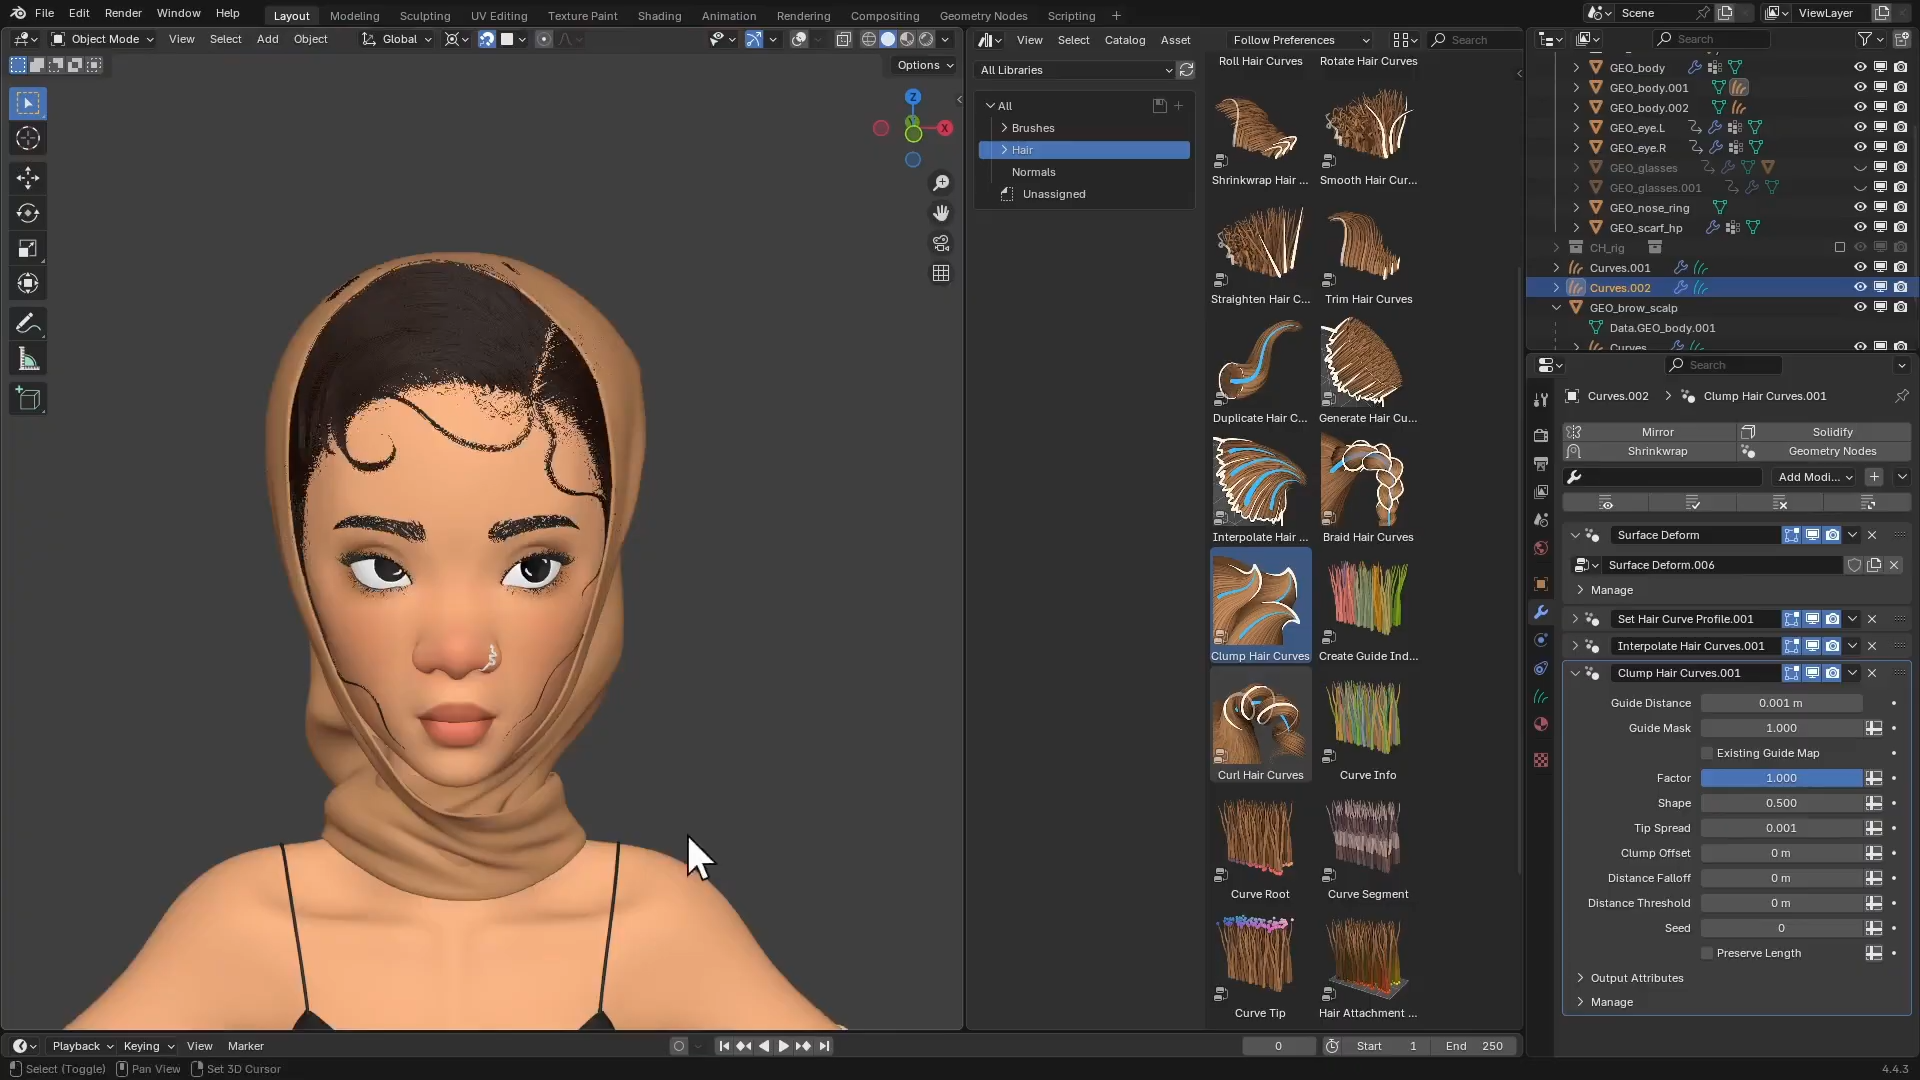 File Edit Render Window Help Layout Modeling Sculpting UV Editing Texture Paint Shading Animation Rendering Compositing Geometry Nodes Scripting + Scene ViewLayer
Object Mode View Select Add Object Global
Options
View Select Catalog Asset Follow Preferences Search
All Libraries
All
Brushes
Hair
Normals
Unassigned
Roll Hair Curves Rotate Hair Curves
Shrinkwrap Hair ... Smooth Hair Cur...
Straighten Hair C... Trim Hair Curves
Duplicate Hair C... Generate Hair Cu...
Interpolate Hair ... Braid Hair Curves
Clump Hair Curves Create Guide Ind...
Curl Hair Curves Curve Info
Curve Root Curve Segment
Curve Tip Hair Attachment ...
Z
X
Search
GEO_body
GEO_body.001
GEO_body.002
GEO_eye.L
GEO_eye.R
GEO_glasses
GEO_glasses.001
GEO_nose_ring
GEO_scarf_hp
CH_rig
Curves.001
Curves.002
GEO_brow_scalp
Data.GEO_body.001
Curves
Search
Curves.002 > Clump Hair Curves.001
Mirror Solidify
Shrinkwrap Geometry Nodes
Add Modi...
Surface Deform
Surface Deform.006
Manage
Set Hair Curve Profile.001
Interpolate Hair Curves.001
Clump Hair Curves.001
Guide Distance 0.001 m
Guide Mask 1.000
Existing Guide Map
Factor 1.000
Shape 0.500
Tip Spread 0.001
Clump Offset 0 m
Distance Falloff 0 m
Distance Threshold 0 m
Seed 0
Preserve Length
Output Attributes
Manage
Playback Keying View Marker 0 Start 1 End 250
Select (Toggle) Pan View Set 3D Cursor 4.4.3